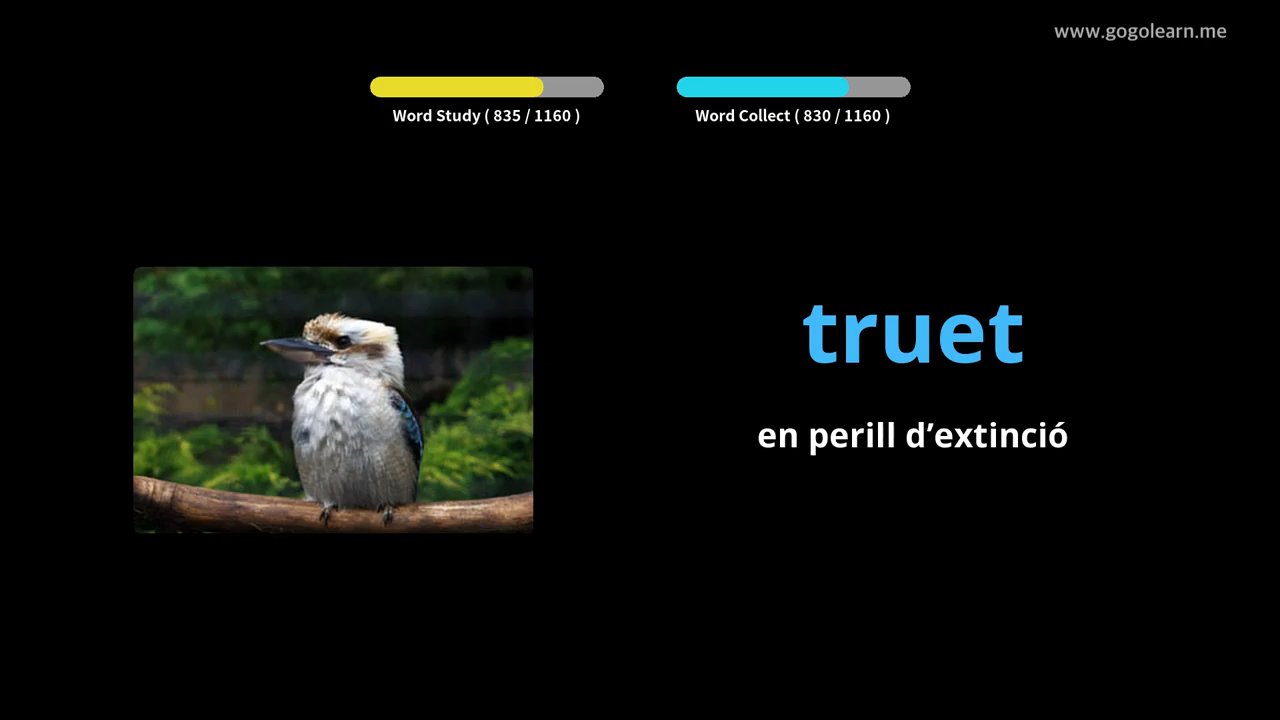 www.gogolearn.me
Word Study ( 835 / 1160 )
Word Collect ( 830 / 1160 )
truet
en perill d’extinció